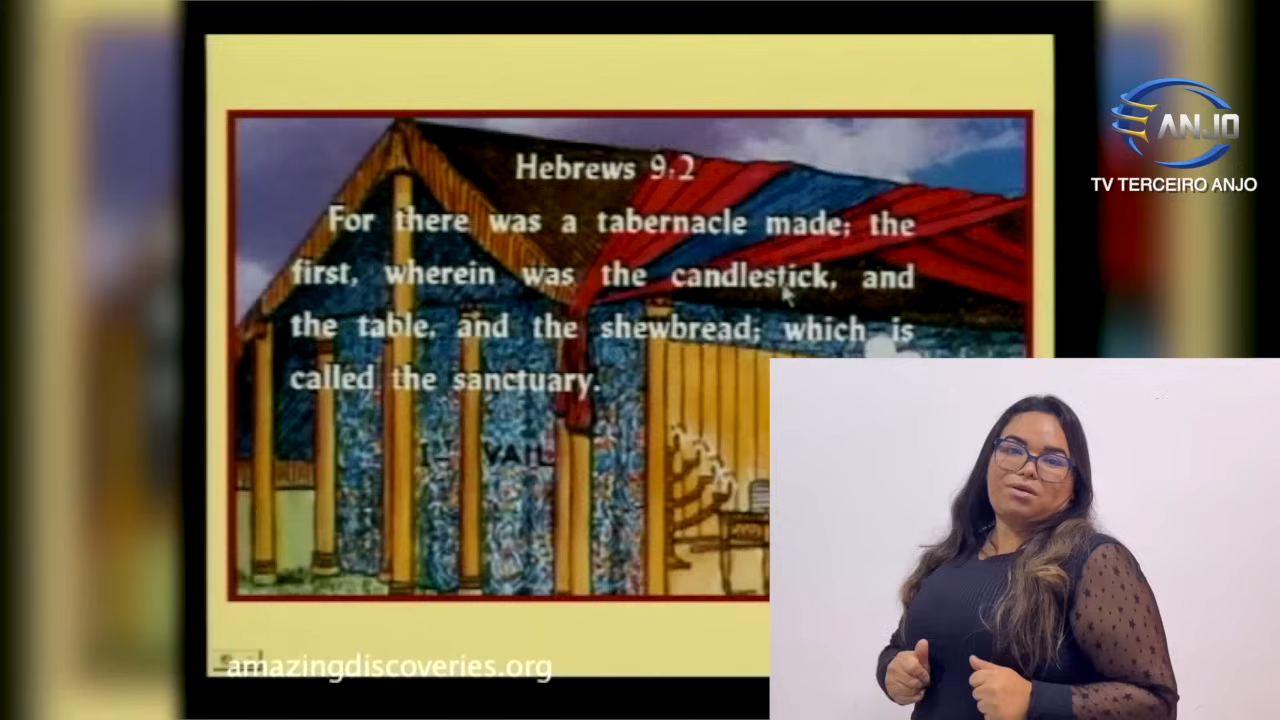 Hebrews 9:2
For there was a tabernacle made; the
first, wherein was the candlestick, and
the table, and the shewbread; which is
called the sanctuary.
VAIL
amazingdiscoveries.org
ANJO
TV TERCEIRO ANJO